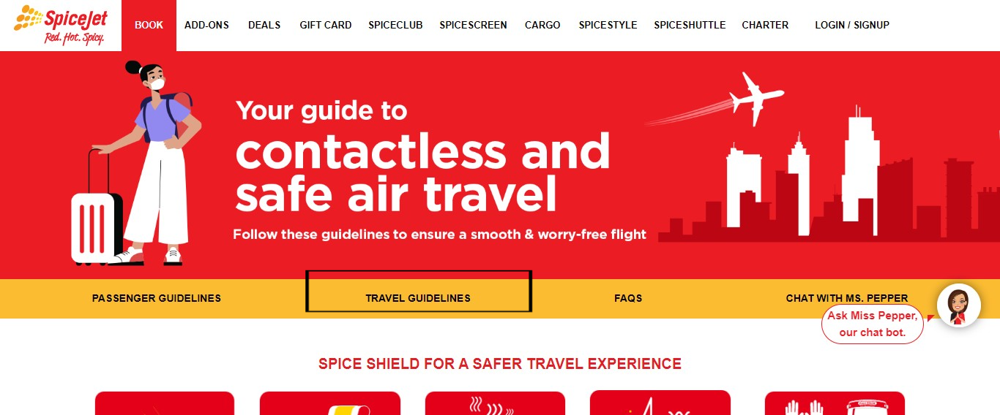 SpiceJet
Red. Hot. Spicy.
BOOK ADD-ONS DEALS GIFT CARD SPICECLUB SPICESCREEN CARGO SPICESTYLE SPICESHUTTLE CHARTER LOGIN / SIGNUP
Your guide to
contactless and
safe air travel
Follow these guidelines to ensure a smooth & worry-free flight
PASSENGER GUIDELINES TRAVEL GUIDELINES FAQS CHAT WITH MS. PEPPER
Ask Miss Pepper,
our chat bot.
SPICE SHIELD FOR A SAFER TRAVEL EXPERIENCE